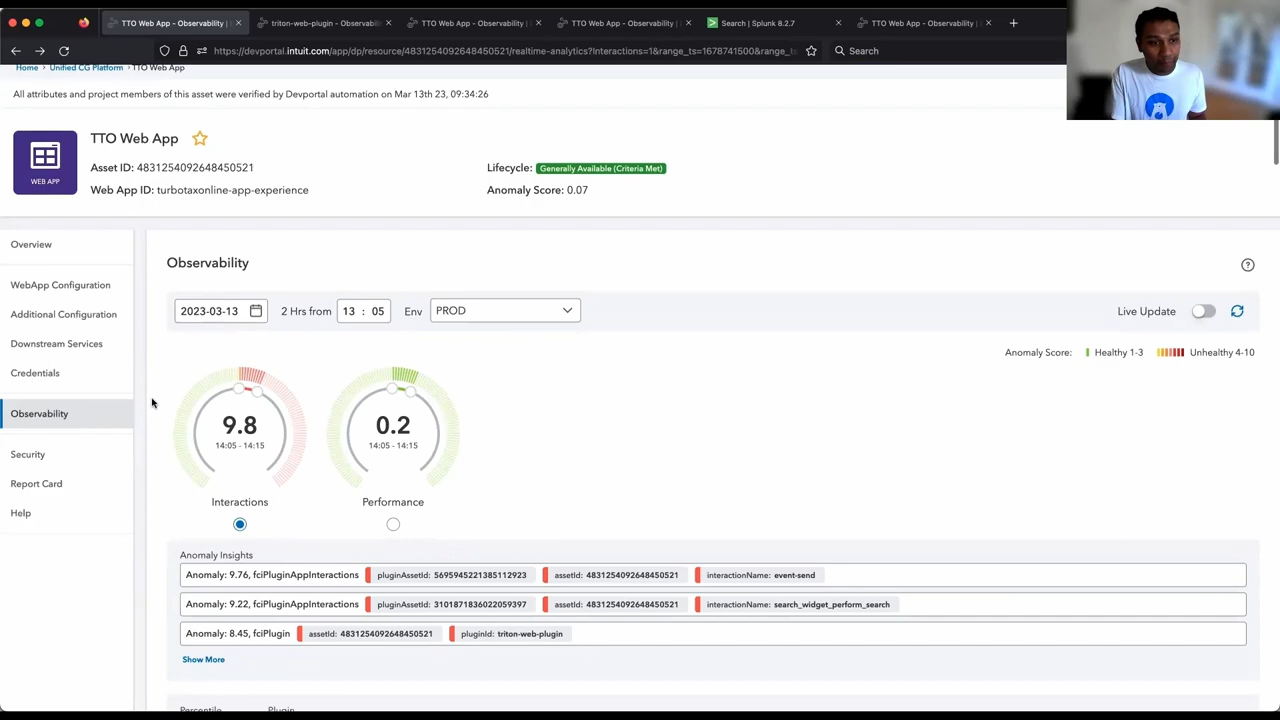 TTO Web App - Observability |
triton-web-plugin - Observabili
TTO Web App - Observability |
TTO Web App - Observability |
Search | Splunk 8.2.7
TTO Web App - Observability |
https://devportal.intuit.com/app/dp/resource/4831254092648450521/realtime-analytics?Interactions=1&range_ts=1678741500&range_ts
Search
Home > Unified CG Platform > TTO Web App
All attributes and project members of this asset were verified by Devportal automation on Mar 13th 23, 09:34:26
WEB APP
TTO Web App
Asset ID: 4831254092648450521
Web App ID: turbotaxonline-app-experience
Lifecycle: Generally Available (Criteria Met)
Anomaly Score: 0.07
Overview
WebApp Configuration
Additional Configuration
Downstream Services
Credentials
Observability
Security
Report Card
Help
Observability
2023-03-13
2 Hrs from
13 : 05
Env
PROD
Live Update
Anomaly Score:
Healthy 1-3
Unhealthy 4-10
9.8
14:05 - 14:15
Interactions
0.2
14:05 - 14:15
Performance
Anomaly Insights
Anomaly: 9.76, fciPluginAppInteractions pluginAssetId: 5695945221385112923 assetId: 4831254092648450521 interactionName: event-send
Anomaly: 9.22, fciPluginAppInteractions pluginAssetId: 3101871836022059397 assetId: 4831254092648450521 interactionName: search_widget_perform_search
Anomaly: 8.45, fciPlugin assetId: 4831254092648450521 pluginId: triton-web-plugin
Show More
Percentile Plugin